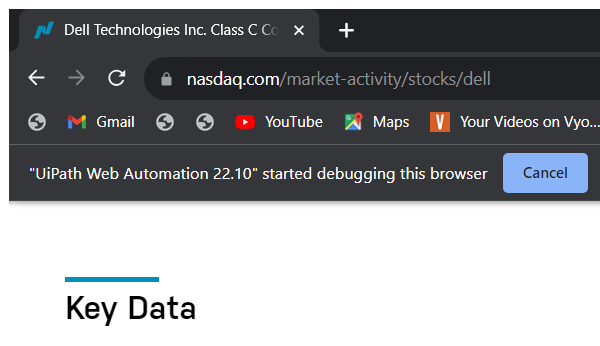 Dell Technologies Inc. Class C Co
nasdaq.com/market-activity/stocks/dell
Gmail YouTube Maps V Your Videos on Vyo...
"UiPath Web Automation 22.10" started debugging this browser Cancel
Key Data